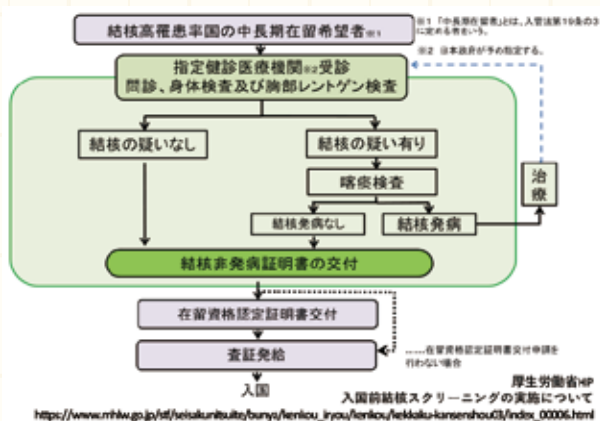 結核高罹患率国の中長期在留希望者※1
※1 「中長期在留者」とは、入管法第19条の3
に定める者をいう。
※2 日本政府が予め指定する。
指定健診医療機関※2受診
問診、身体検査及び胸部レントゲン検査
結核の疑いなし
結核の疑い有り
喀痰検査
治療
結核発病なし
結核発病
結核非発病証明書の交付
在留資格認定証明書交付
査証発給
……在留資格認定証明書交付申請を
行わない場合
入国
厚生労働省HP
入国前結核スクリーニングの実施について
https://www.mhlw.go.jp/stf/seisakunitsuite/bunya/kenkou_iryou/kenkou/kekkaku-kansenshou03/index_00006.html